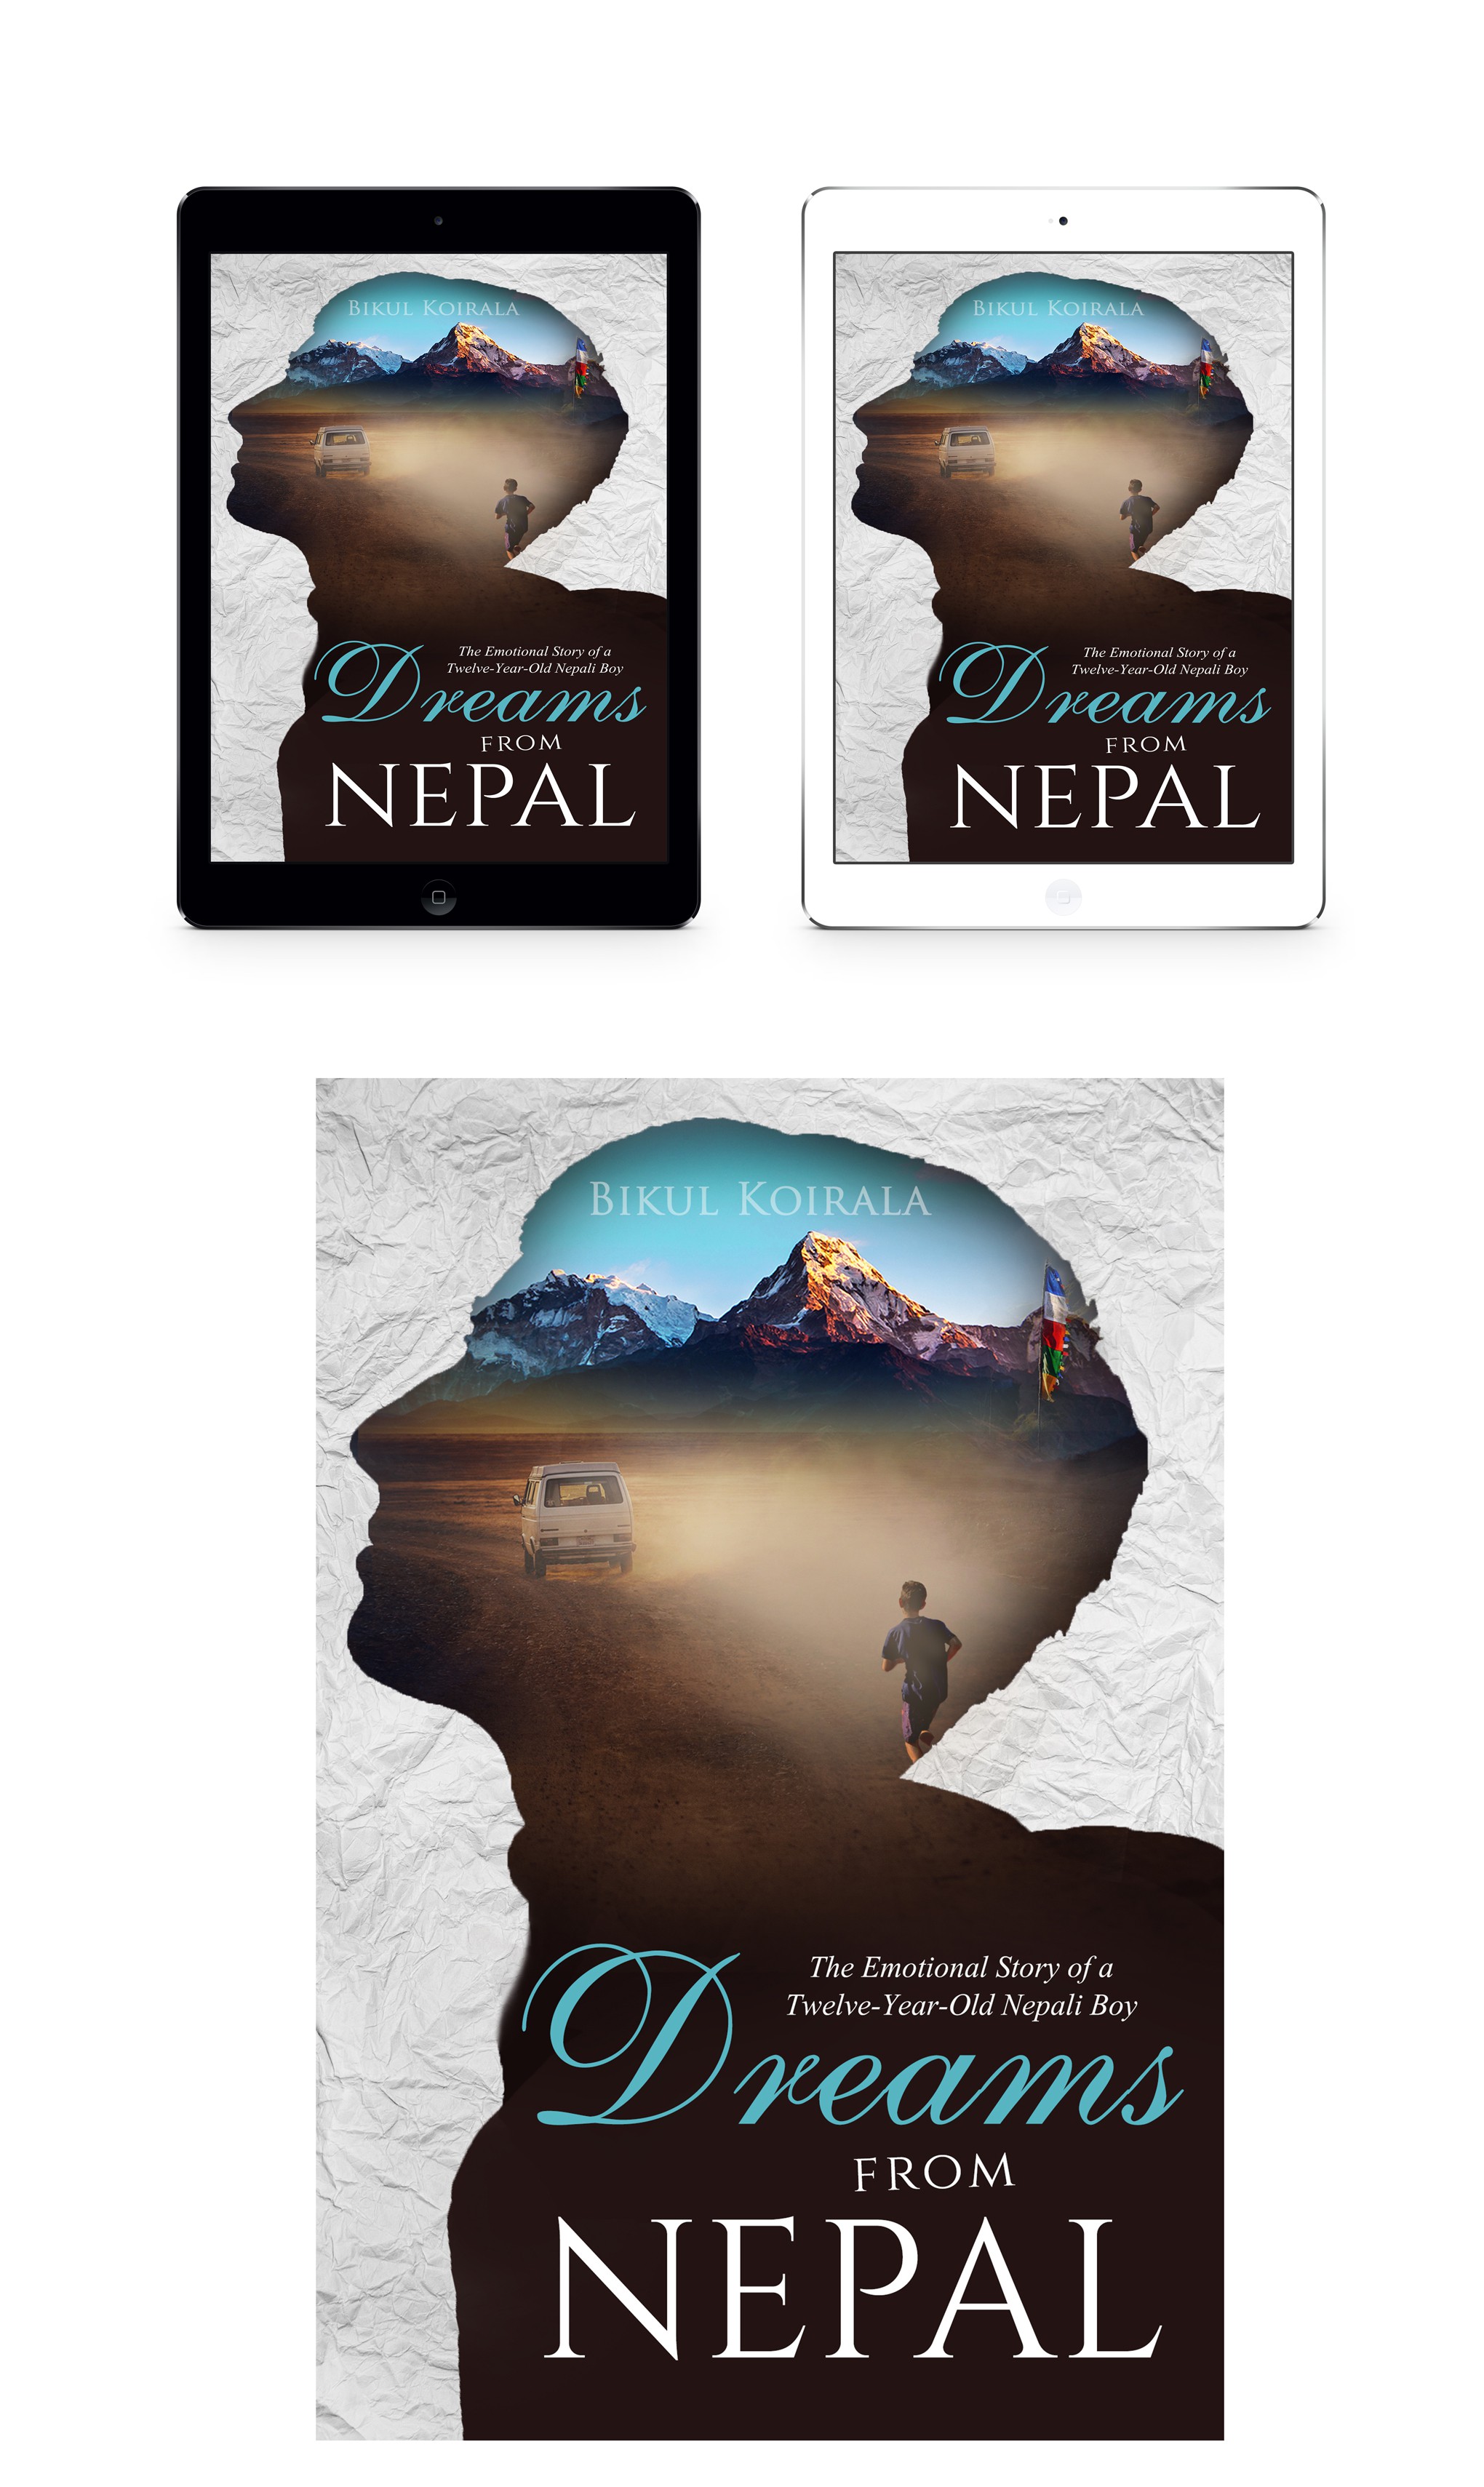 BIKUL KOIRALA
The Emotional Story of a
Twelve-Year-Old Nepali Boy
Dreams
FROM
NEPAL
BIKUL KOIRALA
The Emotional Story of a
Twelve-Year-Old Nepali Boy
Dreams
FROM
NEPAL
BIKUL KOIRALA
The Emotional Story of a
Twelve-Year-Old Nepali Boy
Dreams
FROM
NEPAL